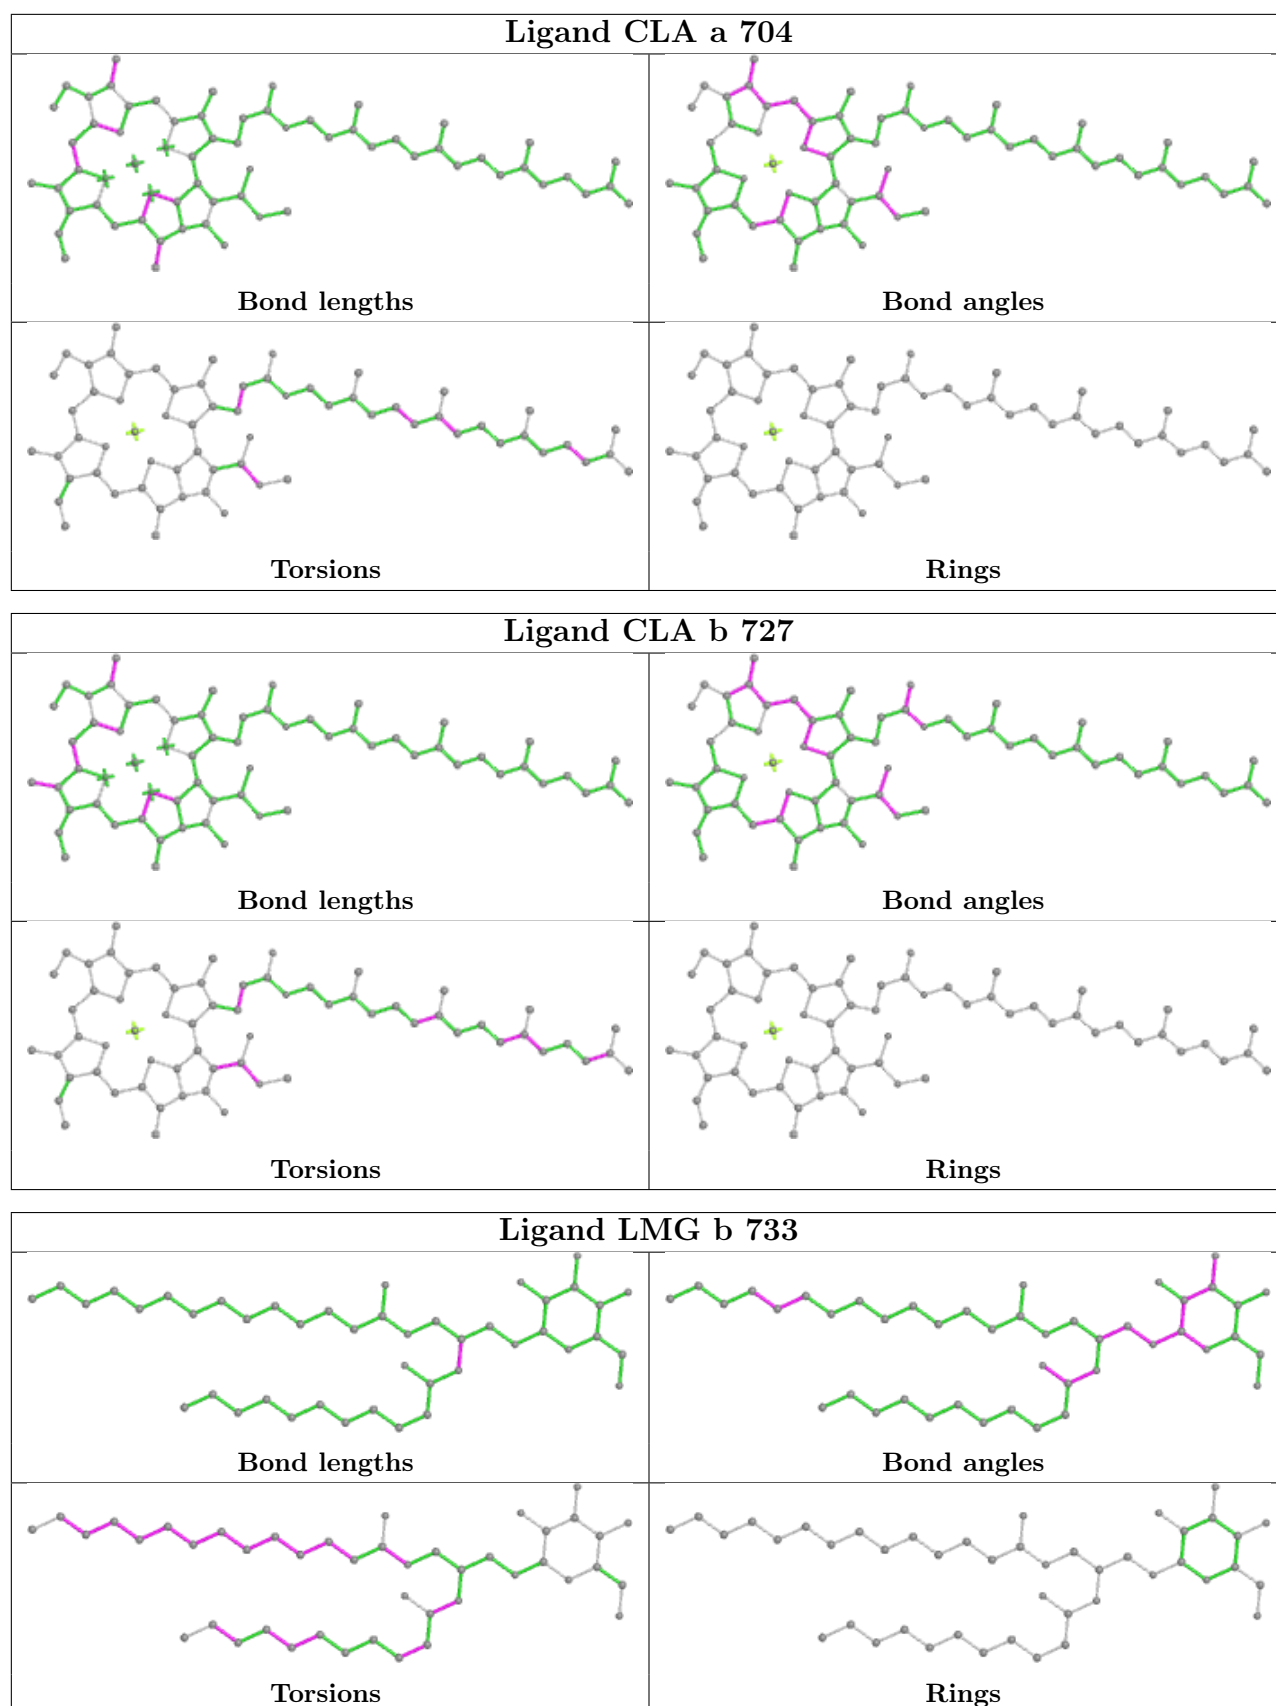 Ligand CLA a 704
Bond lengths
Bond angles
Torsions
Rings
Ligand CLA b 727
Bond lengths
Bond angles
Torsions
Rings
Ligand LMG b 733
Bond lengths
Bond angles
Torsions
Rings